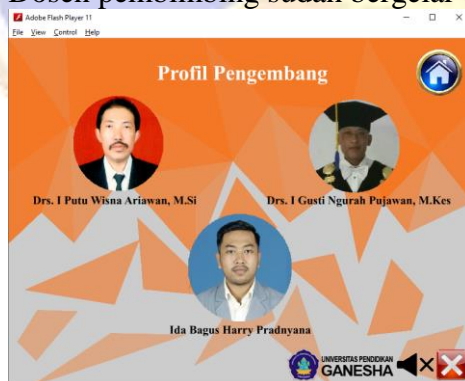 Dosen pembimbing sudah bergelar
Adobe Flash Player 11
File View Control Help
Profil Pengembang
Drs. I Putu Wisna Ariawan, M.Si
Drs. I Gusti Ngurah Pujawan, M.Kes
Ida Bagus Harry Pradnyana
UNIVERSITAS PENDIDIKAN
GANESHA